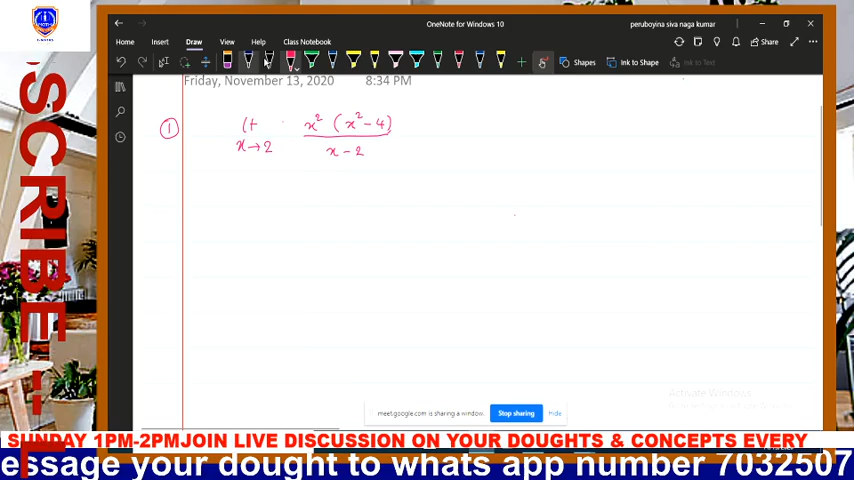 OneNote for Windows 10
peruboyina siva naga kumar
Home Insert Draw View Help Class Notebook
Share
Shapes Ink to Shape Ink to Text
Friday, November 13, 2020 8:34 PM
① lt x² (x²-4)
x→2 x-2
Activate Windows
meet.google.com is sharing a window. Stop sharing Hide
SCRIBE --
SUNDAY 1PM-2PMJOIN LIVE DISCUSSION ON YOUR DOUGHTS & CONCEPTS EVERY
essage your dought to whats app number 7032507